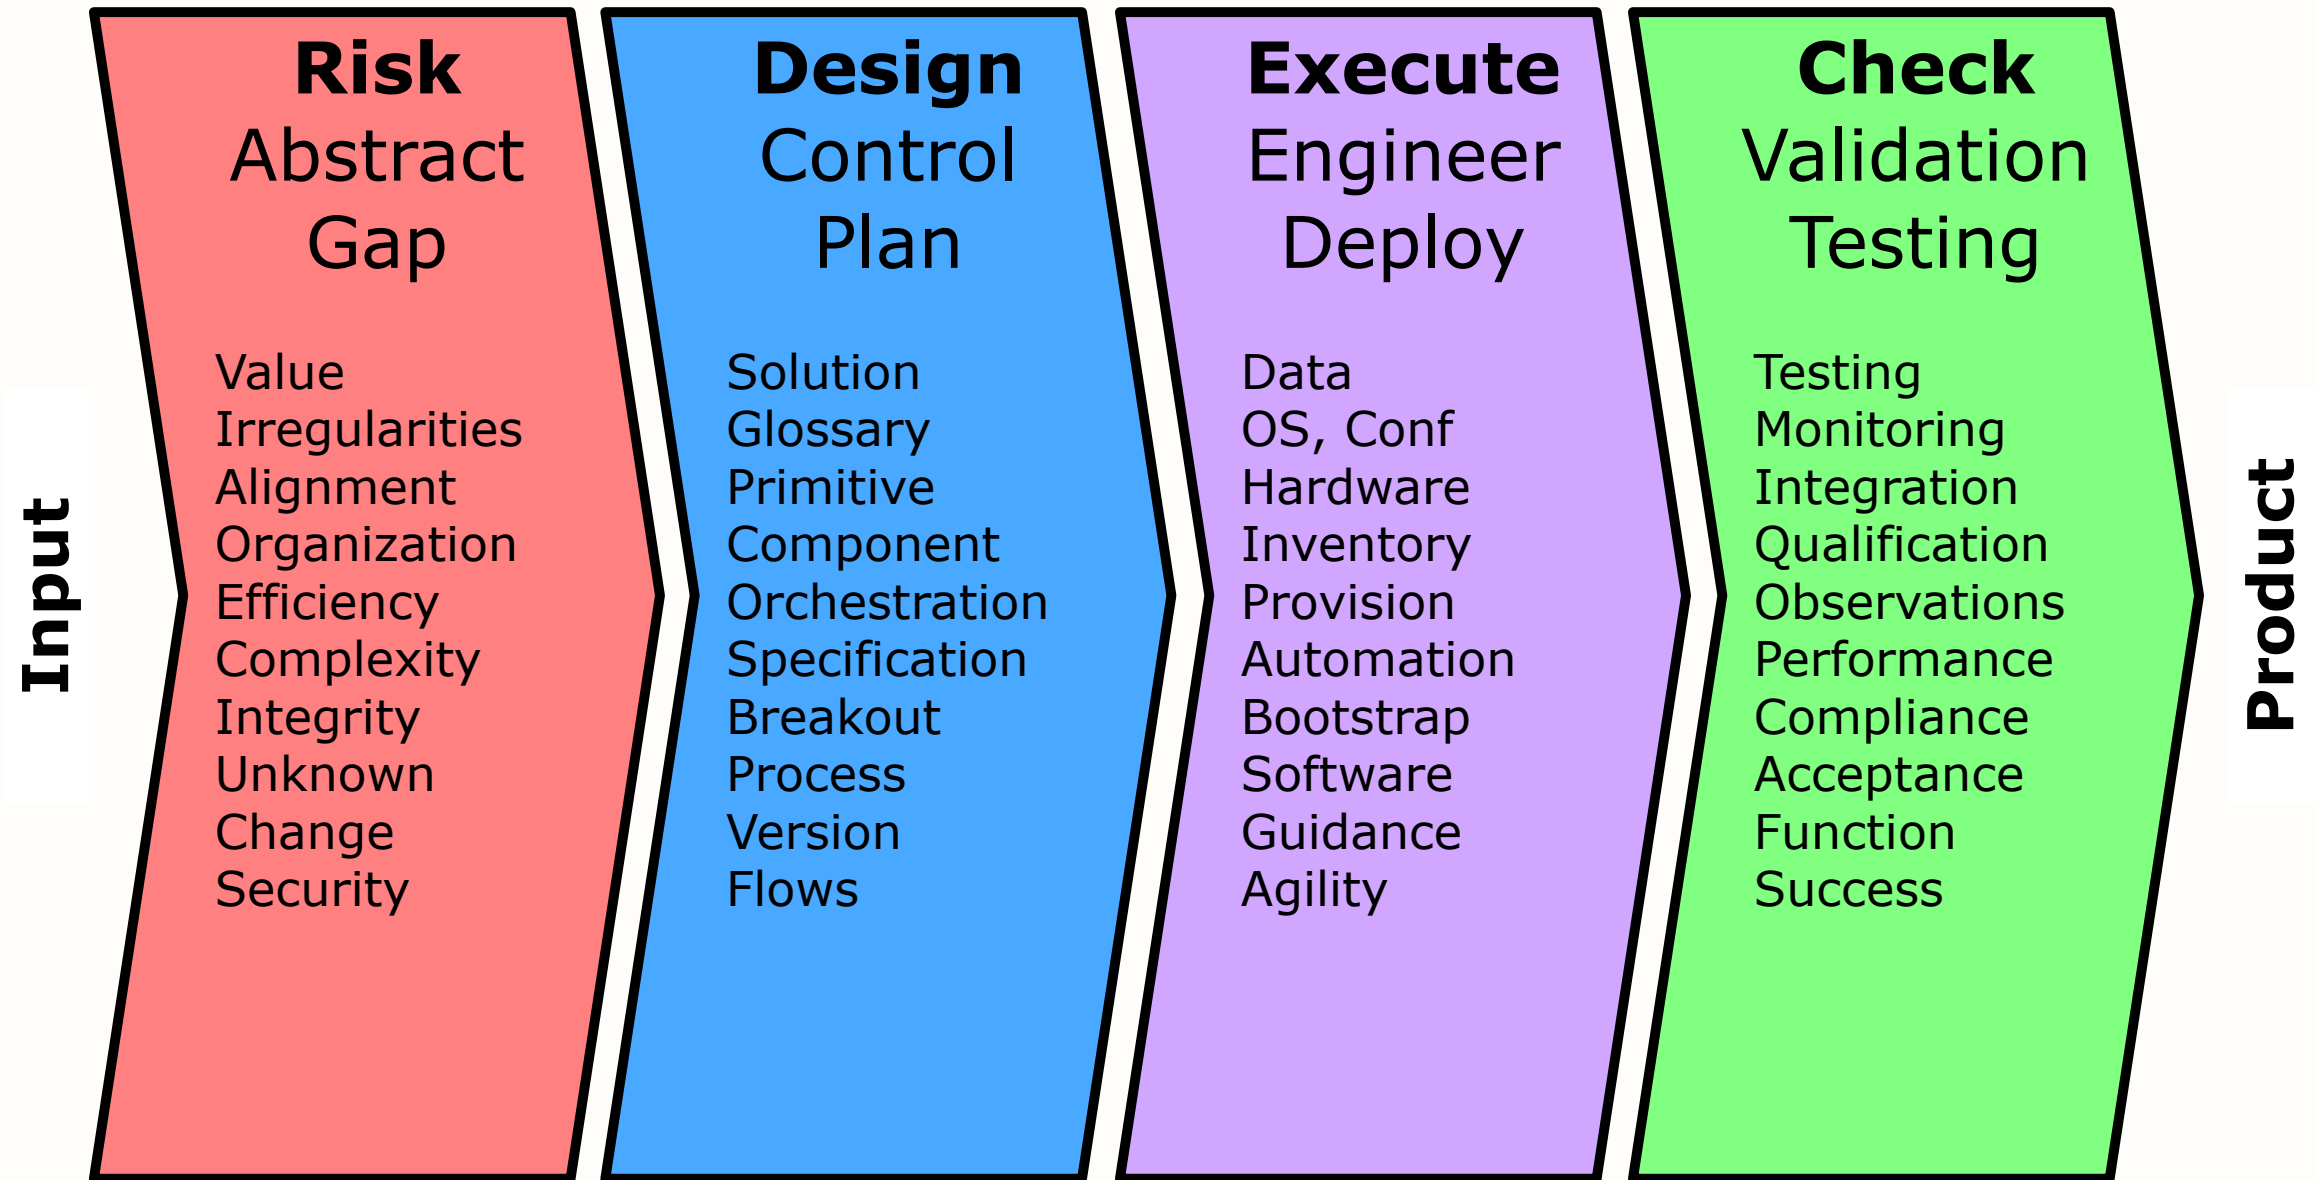 Input
Risk
Abstract
Gap
Value
Irregularities
Alignment
Organization
Efficiency
Complexity
Integrity
Unknown
Change
Security
Design
Control
Plan
Solution
Glossary
Primitive
Component
Orchestration
Specification
Breakout
Process
Version
Flows
Execute
Engineer
Deploy
Data
OS, Conf
Hardware
Inventory
Provision
Automation
Bootstrap
Software
Guidance
Agility
Check
Validation
Testing
Testing
Monitoring
Integration
Qualification
Observations
Performance
Compliance
Acceptance
Function
Success
Product